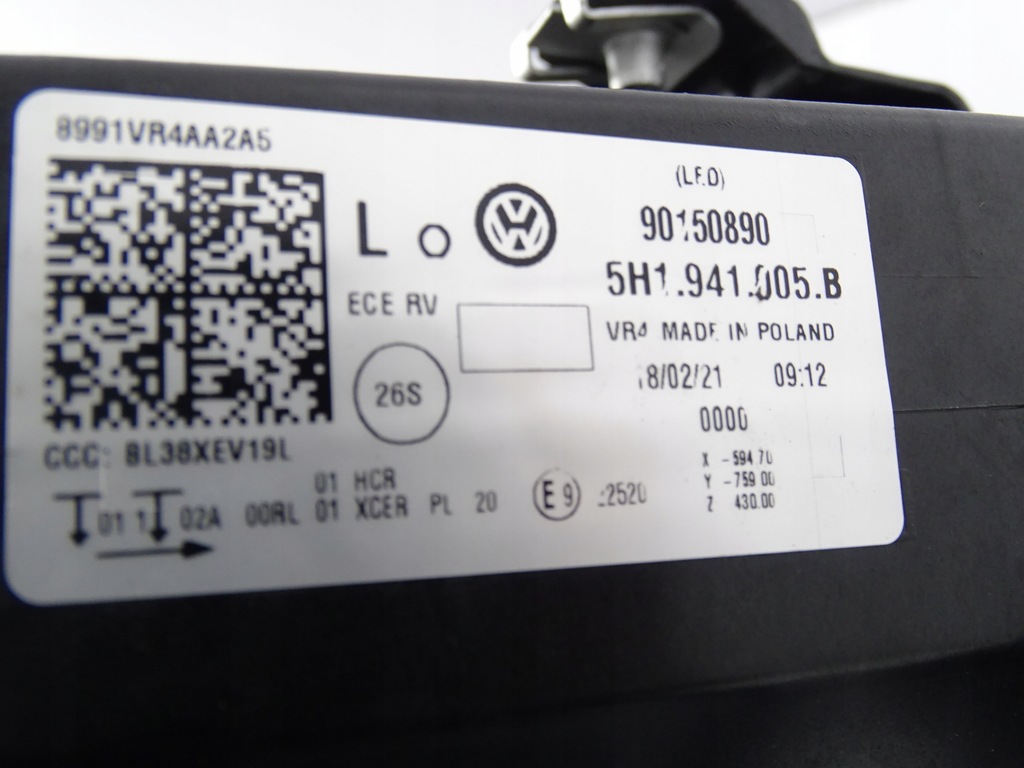 8991VR4AA2A5
L O
ECE RV
26S
CCC: 8L38XEV19L
(LED)
90150890
5H1.941.005.B
VR4 MADE IN POLAND
18/02/21 09:12
0000
X -594.70
Y -759.00
Z 430.00
01 HCR
01 1 02A 00RL 01 XCER PL 20 E9 2520